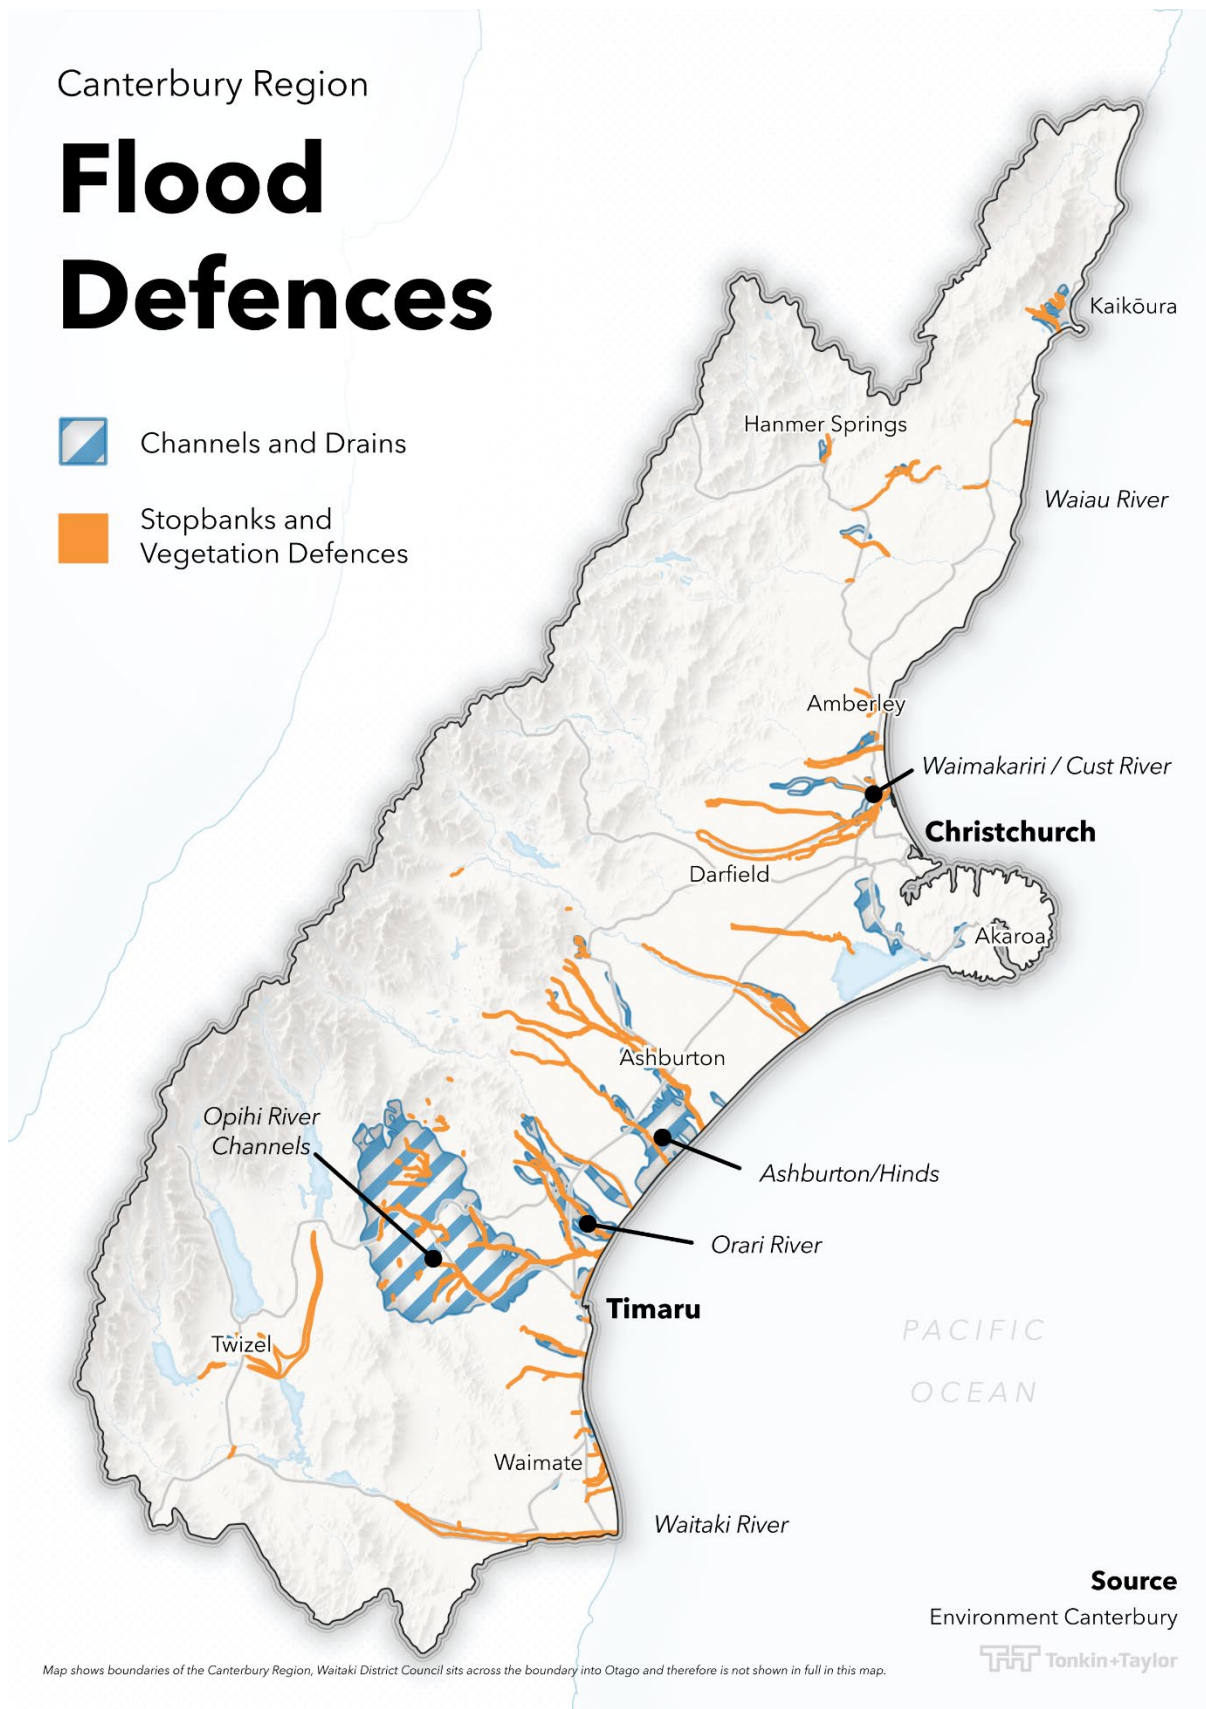 Canterbury Region
Flood
Defences
Channels and Drains
Stopbanks and
Vegetation Defences
Kaikōura
Hanmer Springs
Waiau River
Amberley
Waimakariri / Cust River
Christchurch
Darfield
Akaroa
Ashburton
Opihi River
Channels
Ashburton/Hinds
Orari River
Timaru
PACIFIC
OCEAN
Twizel
Waimate
Waitaki River
Source
Environment Canterbury
Tonkin+Taylor
Map shows boundaries of the Canterbury Region, Waitaki District Council sits across the boundary into Otago and therefore is not shown in full in this map.